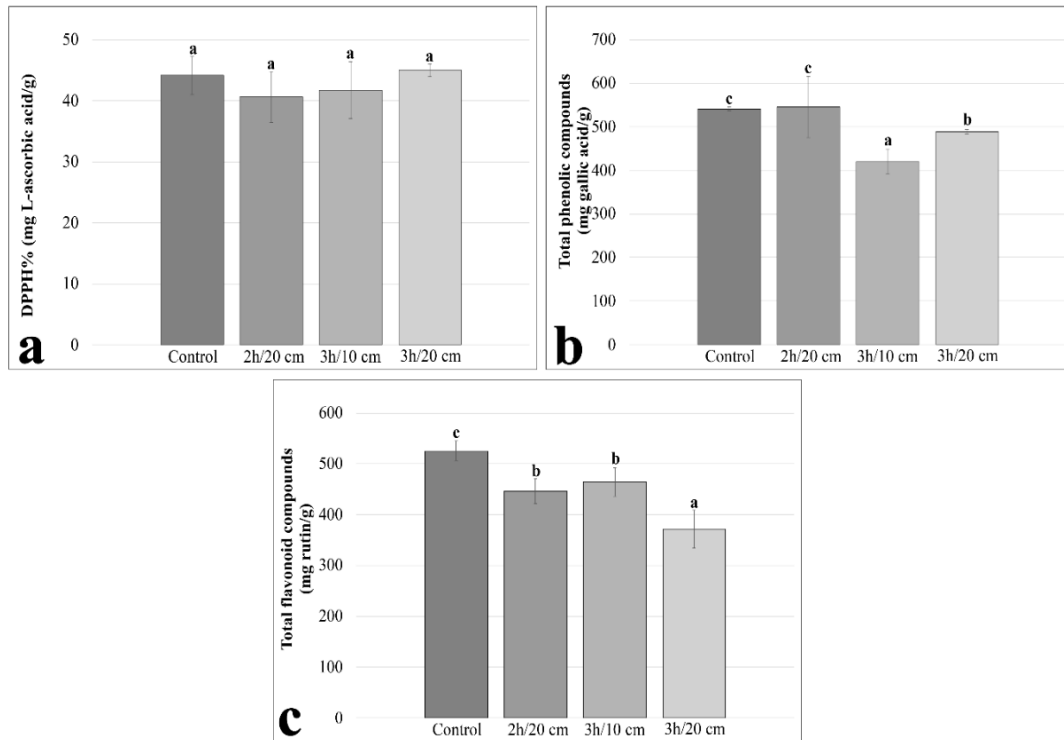 DPPH% (mg L-ascorbic acid/g)
50
40
30
20
10
0
a
a
a
a
Control
2h/20 cm
3h/10 cm
3h/20 cm
a
Total phenolic compounds
(mg gallic acid/g)
700
600
500
400
300
200
100
0
c
c
a
b
Control
2h/20 cm
3h/10 cm
3h/20 cm
b
Total flavonoid compounds
(mg rutin/g)
600
500
400
300
200
100
0
c
b
b
a
Control
2h/20 cm
3h/10 cm
3h/20 cm
c